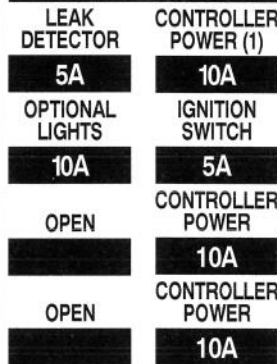 LEAK
DETECTOR
5A
CONTROLLER
POWER (1)
10A
OPTIONAL
LIGHTS
10A
IGNITION
SWITCH
5A
OPEN
CONTROLLER
POWER
10A
OPEN
CONTROLLER
POWER
10A